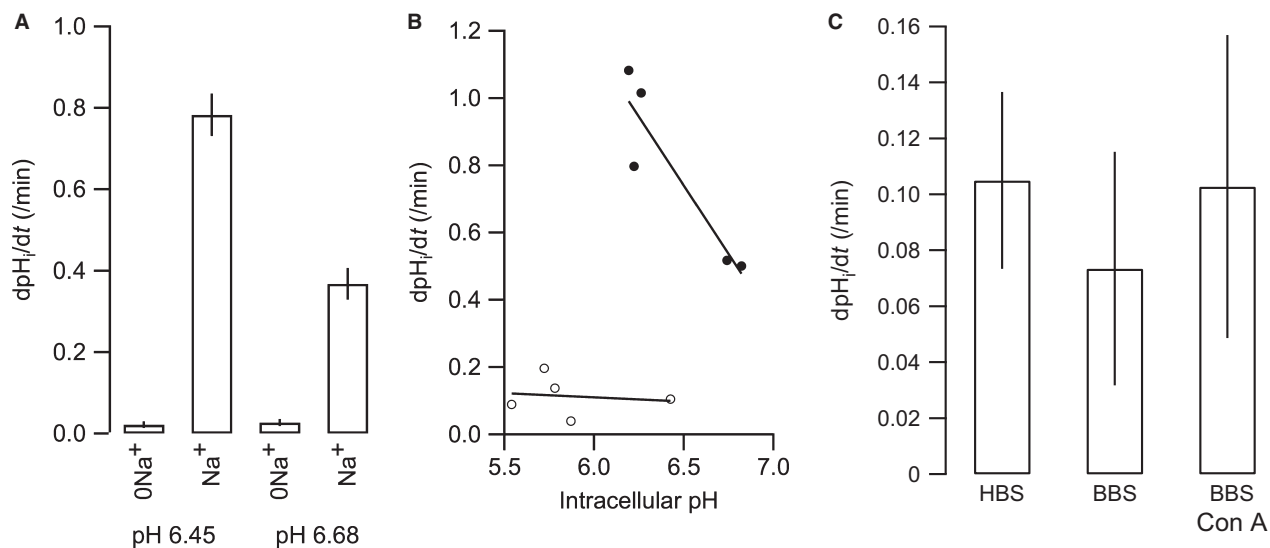 A
dpHi/dt (/min)
1.0
0.8
0.6
0.4
0.2
0.0
0Na+
Na+
0Na+
Na+
pH 6.45
pH 6.68
B
dpHi/dt (/min)
1.2
1.0
0.8
0.6
0.4
0.2
0.0
5.5
6.0
6.5
7.0
Intracellular pH
C
dpHi/dt (/min)
0.16
0.14
0.12
0.10
0.08
0.06
0.04
0.02
0
HBS
BBS
BBS
Con A